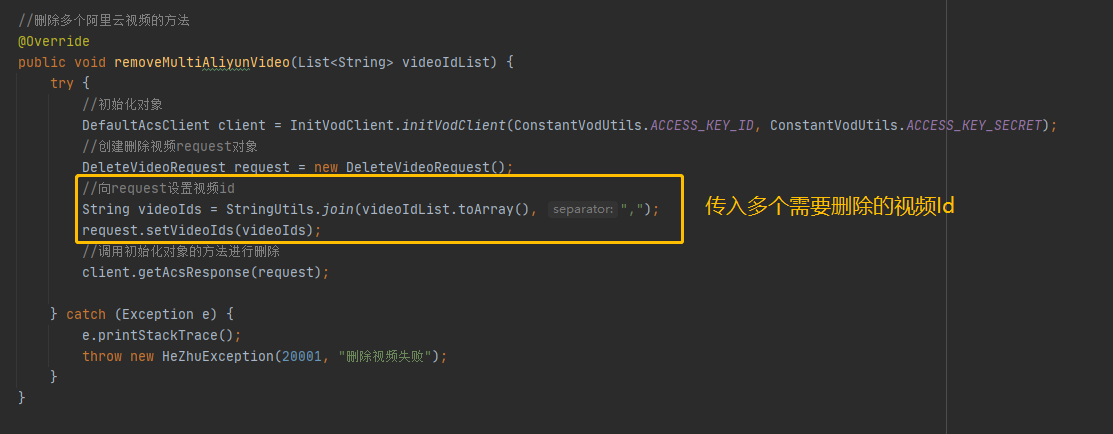 //删除多个阿里云视频的方法
@Override
public void removeMultiAliyunVideo(List<String> videoIdList) {
try {
//初始化对象
DefaultAcsClient client = InitVodClient.initVodClient(ConstantVodUtils.ACCESS_KEY_ID, ConstantVodUtils.ACCESS_KEY_SECRET);
//创建删除视频request对象
DeleteVideoRequest request = new DeleteVideoRequest();
//向request设置视频id
String videoIds = StringUtils.join(videoIdList.toArray(), separator: ",");
传入多个需要删除的视频Id
request.setVideoIds(videoIds);
//调用初始化对象的方法进行删除
client.getAcsResponse(request);
} catch (Exception e) {
e.printStackTrace();
throw new HeZhuException(20001, "删除视频失败");
}
}